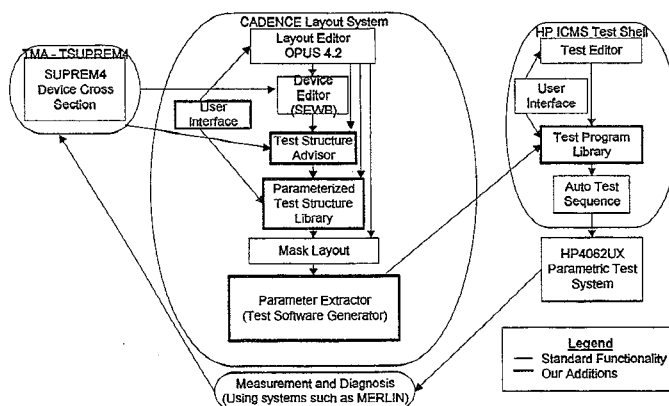 CADENCE Layout System
Layout Editor
OPUS 4.2
HP ICMS Test Shell
Test Editor
TMA - TSUPREM4
SUPREM4
Device Cross
Section
Device
Editor
(SEWB)
User
Interface
User
Interface
Test Structure
Advisor
Test Program
Library
Parameterized
Test Structure
Library
Auto Test
Sequence
Mask Layout
HP4062UX
Parametric Test
System
Parameter Extractor
(Test Software Generator)
Legend
Standard Functionality
Our Additions
Measurement and Diagnosis
(Using systems such as MERLIN)